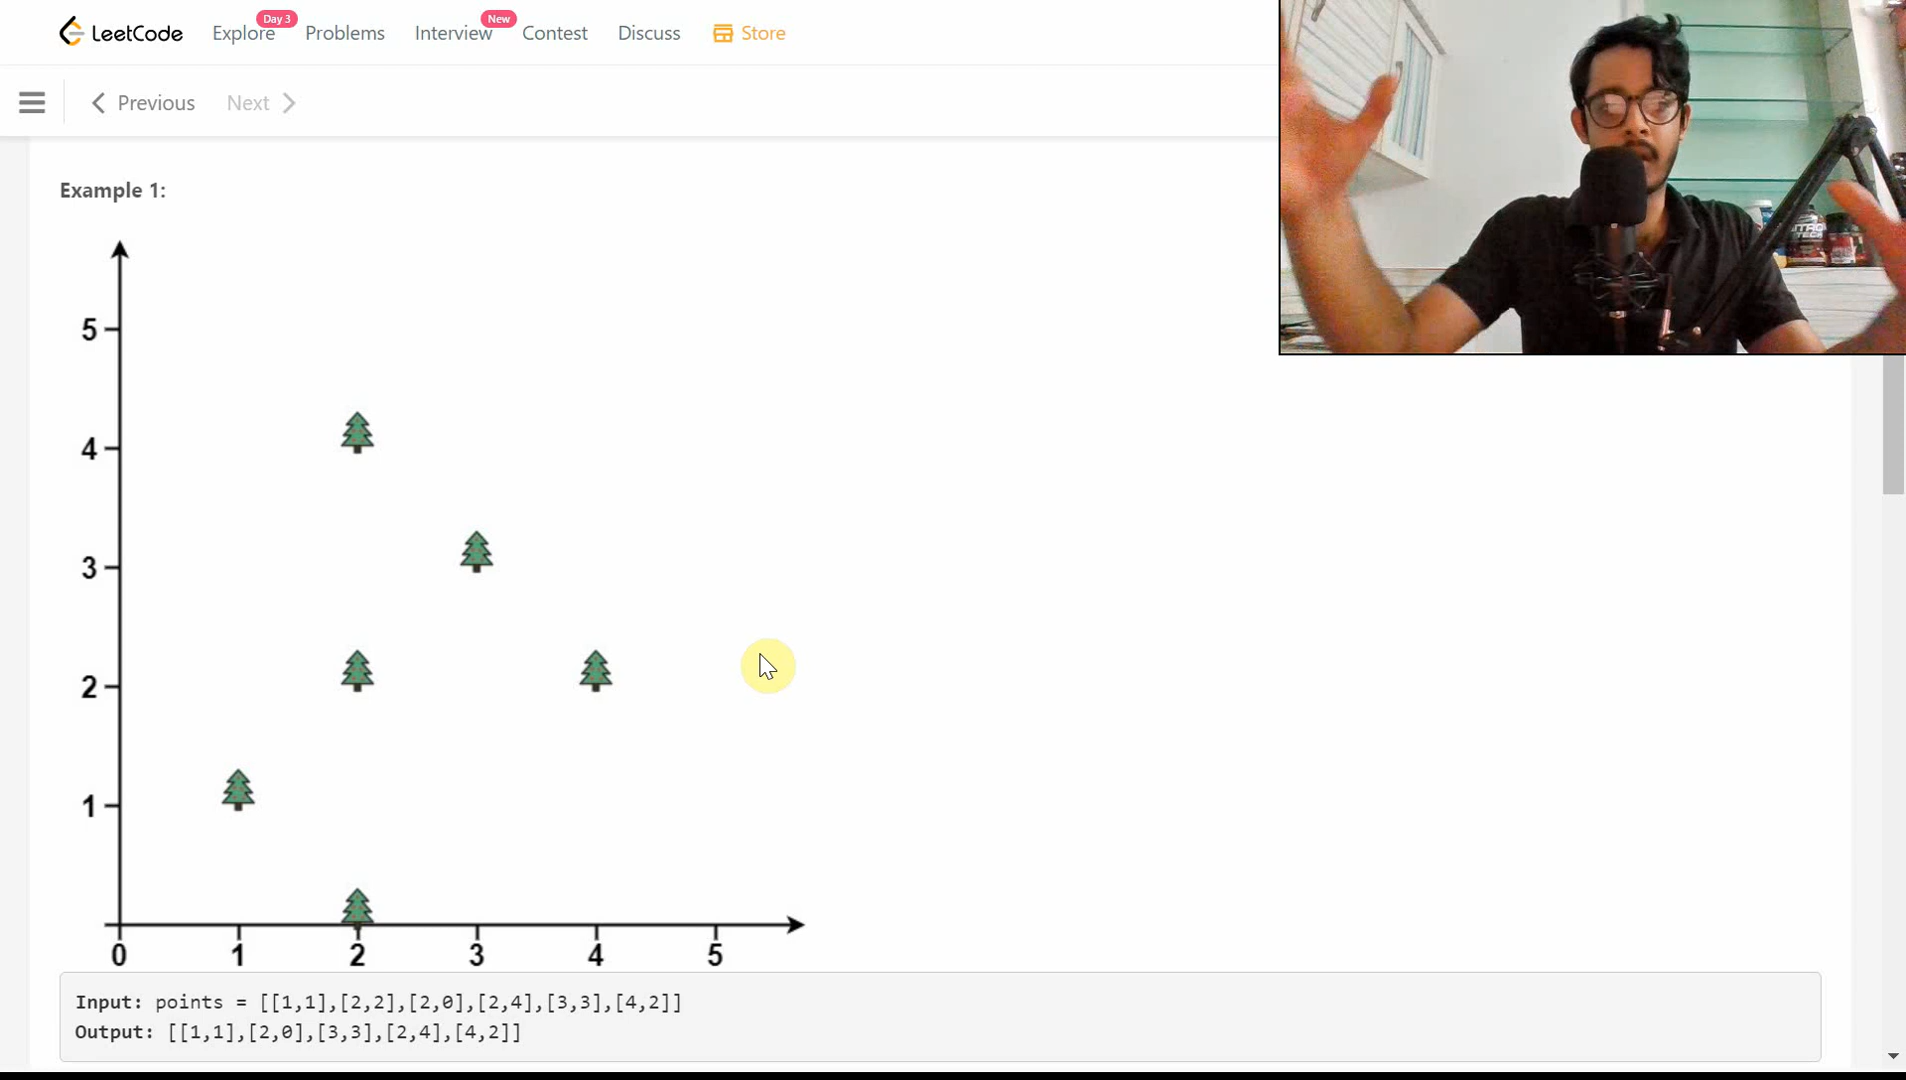 LeetCode Explore Day 3 Problems Interview New Contest Discuss Store
Previous Next
Example 1:
5
4
3
2
1
0 1 2 3 4 5
Input: points = [[1,1],[2,2],[2,0],[2,4],[3,3],[4,2]]
Output: [[1,1],[2,0],[3,3],[2,4],[4,2]]